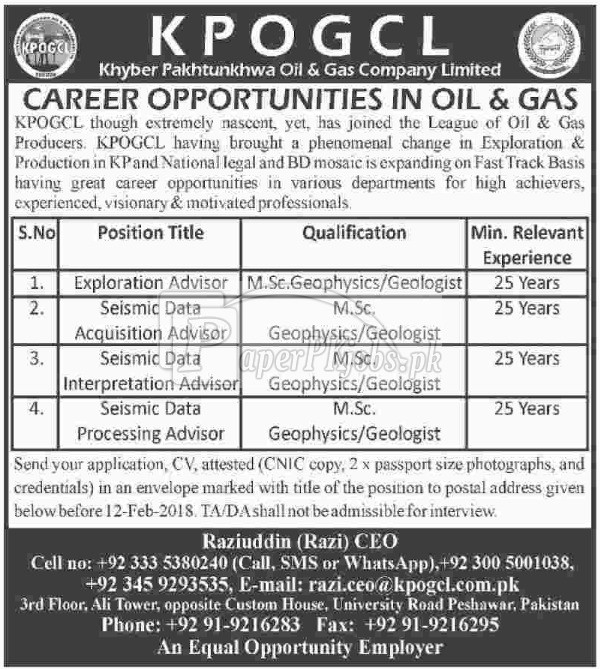 KPOGCL
KPOGCL
Khyber Pakhtunkhwa Oil & Gas Company Limited
CAREER OPPORTUNITIES IN OIL & GAS
KPOGCL though extremely nascent, yet, has joined the League of Oil & Gas
Producers. KPOGCL having brought a phenomenal change in Exploration &
Production in KP and National legal and BD mosaic is expanding on Fast Track Basis
having great career opportunities in various departments for high achievers,
experienced, visionary & motivated professionals.
S.No Position Title Qualification Min. Relevant
Experience
1. Exploration Advisor M.Sc.Geophysics/Geologist 25 Years
2. Seismic Data M.Sc. 25 Years
Acquisition Advisor Geophysics/Geologist
3. Seismic Data M.Sc. 25 Years
Interpretation Advisor Geophysics/Geologist
4. Seismic Data M.Sc. 25 Years
Processing Advisor Geophysics/Geologist
PaperPkjobs.pk
Send your application, CV, attested (CNIC copy, 2 x passport size photographs, and
credentials) in an envelope marked with title of the position to postal address given
below before 12-Feb-2018. TA/DA shall not be admissible for interview.
Raziuddin (Razi) CEO
Cell no: +92 333 5380240 (Call, SMS or WhatsApp),+92 300 5001038,
+92 345 9293535, E-mail: razi.ceo@kpogcl.com.pk
3rd Floor, Ali Tower, opposite Custom House, University Road Peshawar, Pakistan
Phone: +92 91-9216283 Fax: +92 91-9216295
An Equal Opportunity Employer